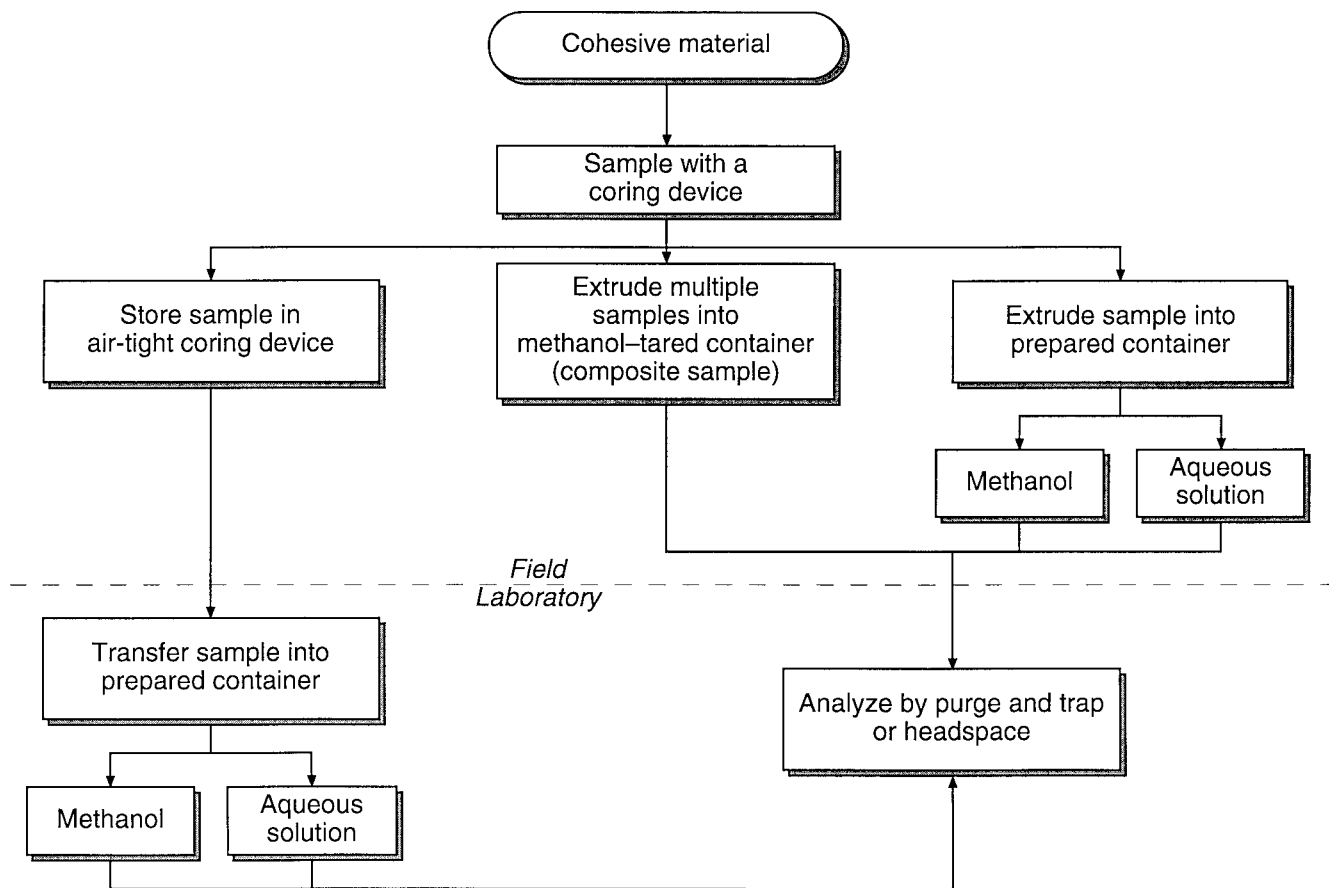 Cohesive material
Sample with a
coring device
Store sample in
air-tight coring device
Extrude multiple
samples into
methanol–tared container
(composite sample)
Extrude sample into
prepared container
Methanol
Aqueous
solution
Field
Laboratory
Transfer sample into
prepared container
Analyze by purge and trap
or headspace
Methanol
Aqueous
solution